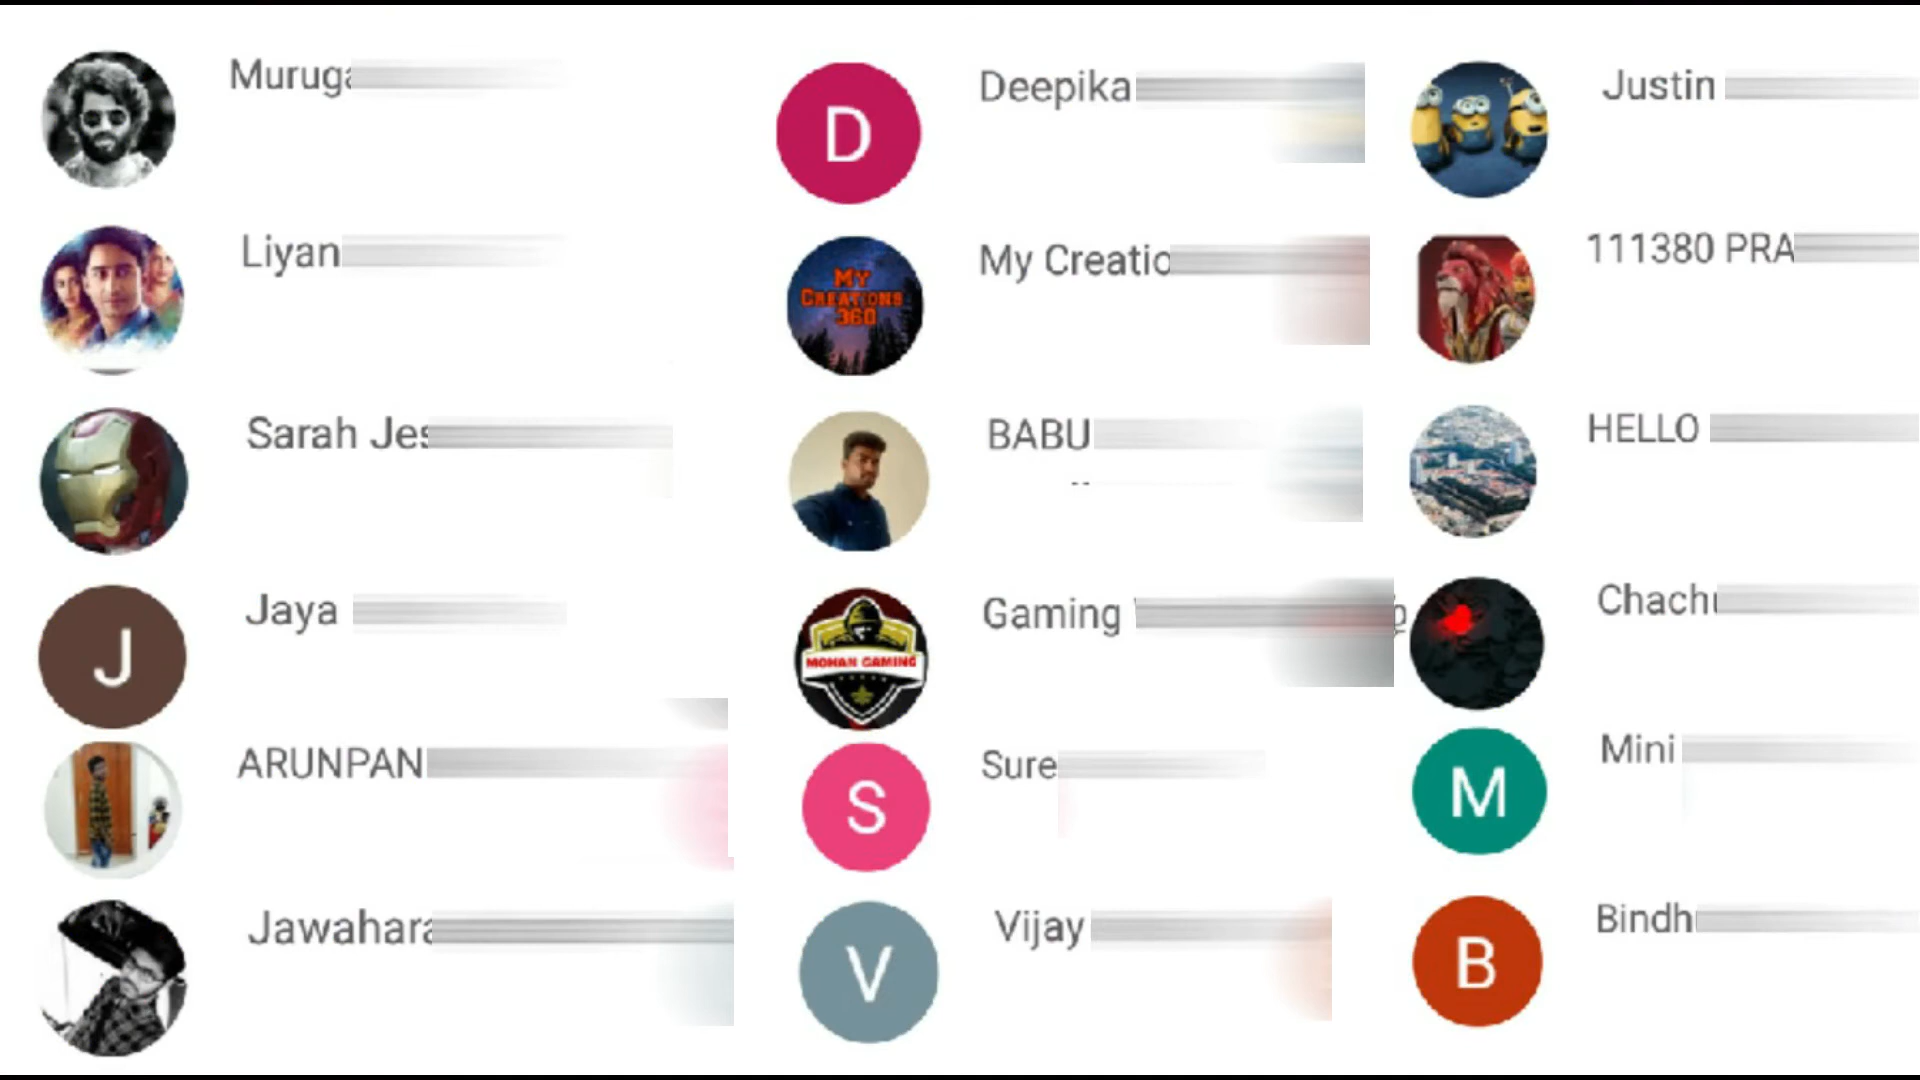 Muruga
Liyan
Sarah Jes
J
Jaya
ARUNPAN
Jawahara
D
Deepika
MY
CREATIONS
360
My Creatio
BABU
MOHAN GAMING
Gaming
S
Sure
V
Vijay
Justin
111380 PRA
HELLO
Chach
M
Mini
B
Bindh